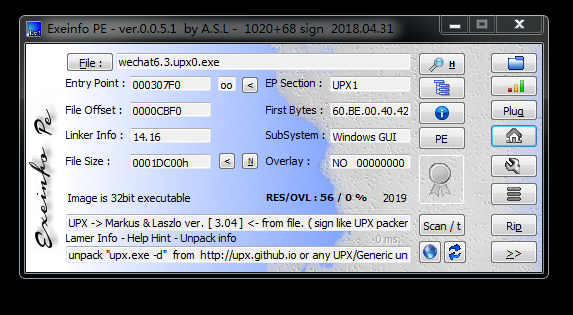 Exeinfo PE - ver.0.0.5.1 by A.S.L - 1020+68 sign 2018.04.31
File : wechat6.3.upx0.exe H
Entry Point : 000307F0 oo < EP Section : UPX1
File Offset : 0000CBF0 First Bytes : 60.BE.00.40.42 Plug
Linker Info : 14.16 SubSystem : Windows GUI PE
File Size : 0001DC00h < N Overlay : NO 00000000
Image is 32bit executable RES/OVL : 56 / 0 % 2019
Exeinfo Pe
UPX -> Markus & Laszlo ver. [ 3.04 ] <- from file. ( sign like UPX packer Scan / t Rip
Lamer Info - Help Hint - Unpack info 0 ms.
unpack "upx.exe -d" from http://upx.github.io or any UPX/Generic un >>